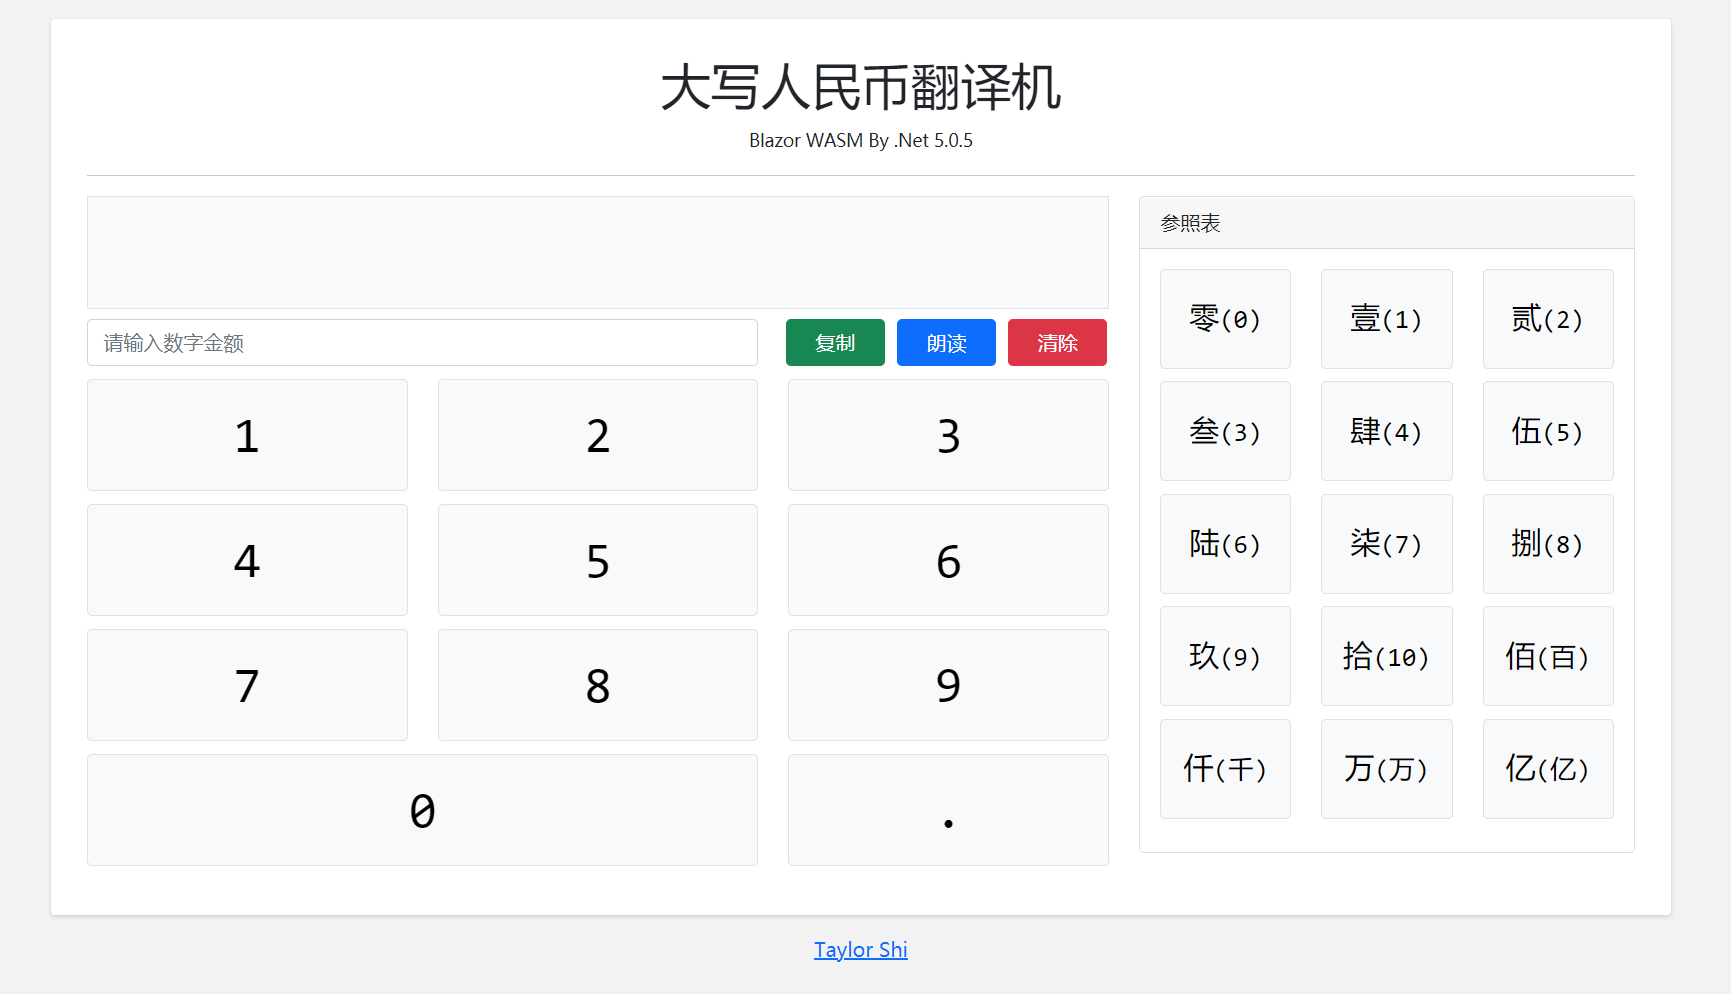 大写人民币翻译机
Blazor WASM By .Net 5.0.5
请输入数字金额
复制 朗读 清除
1 2 3
4 5 6
7 8 9
0 .
参照表
零(0) 壹(1) 贰(2)
叁(3) 肆(4) 伍(5)
陆(6) 柒(7) 捌(8)
玖(9) 拾(10) 佰(百)
仟(千) 万(万) 亿(亿)
Taylor Shi